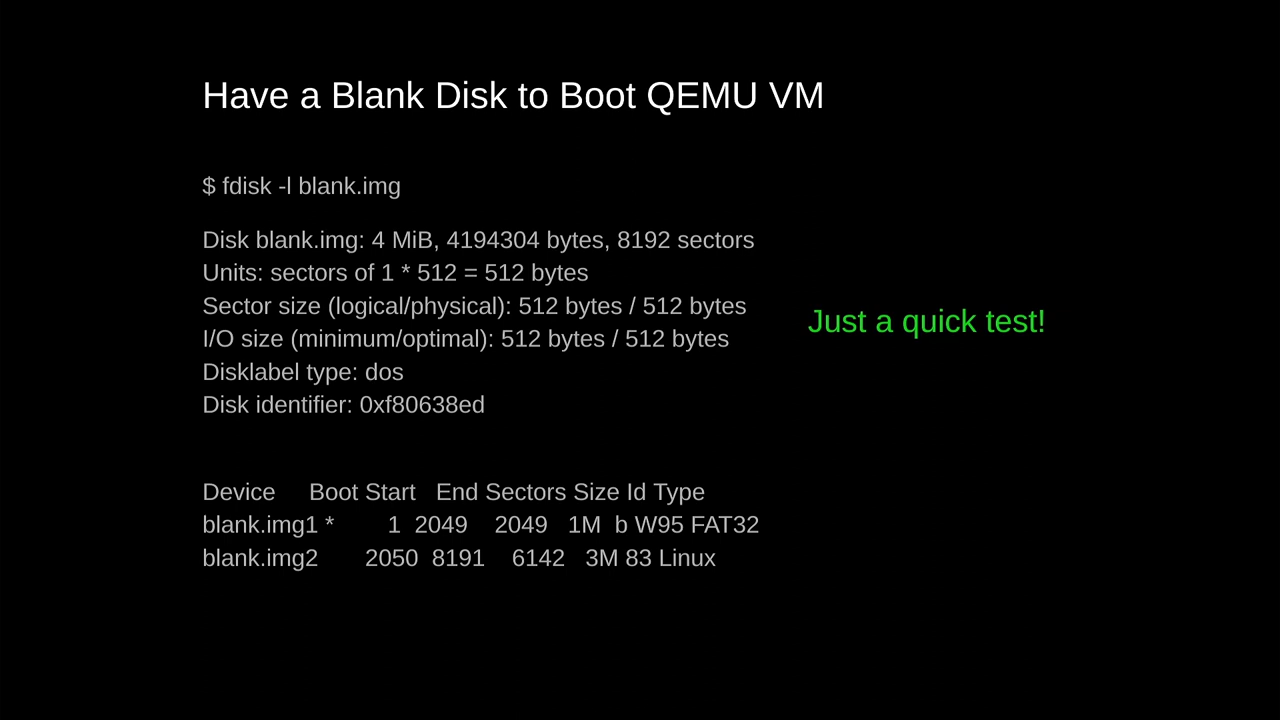 Have a Blank Disk to Boot QEMU VM
$ fdisk -l blank.img
Disk blank.img: 4 MiB, 4194304 bytes, 8192 sectors
Units: sectors of 1 * 512 = 512 bytes
Sector size (logical/physical): 512 bytes / 512 bytes
I/O size (minimum/optimal): 512 bytes / 512 bytes
Disklabel type: dos
Disk identifier: 0xf80638ed
Just a quick test!
Device     Boot Start   End Sectors Size Id Type
blank.img1 *        1  2049    2049   1M  b W95 FAT32
blank.img2       2050  8191    6142   3M 83 Linux